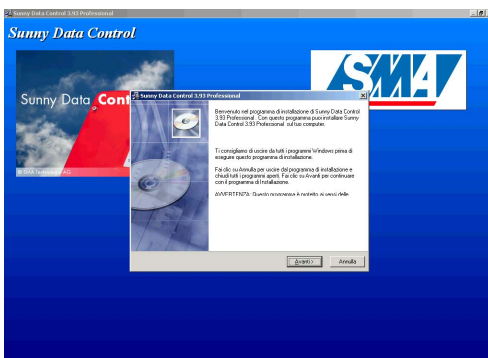 Sunny Data Control 3.93 Professional
Sunny Data Control
SMA
Sunny Data Cont
© SMA Technologie AG
Sunny Data Control 3.93 Professional
Benvenuto nel programma di installazione di Sunny Data Control
3.93 Professional. Con questo programma puoi installare Sunny
Data Control 3.93 Professional sul tuo computer.
Ti consigliamo di uscire da tutti i programmi Windows prima di
eseguire questo programma di installazione.
Fai clic su Annulla per uscire dal programma di installazione e
chiudi tutti i programmi aperti. Fai clic su Avanti per continuare
con il programma di Installazione.
AVVERTENZA: Questo programma è protetto ai sensi delle
Avanti >
Annulla